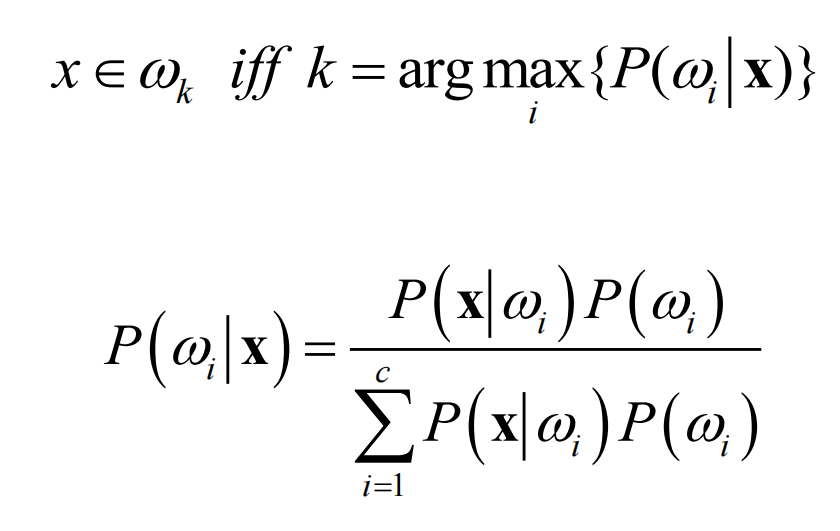 x ∈ ω_k iff k = arg max_i {P(ω_i|𝐱)}
P(ω_i|𝐱) = P(𝐱|ω_i)P(ω_i) / ∑_{i=1}^{c} P(𝐱|ω_i)P(ω_i)